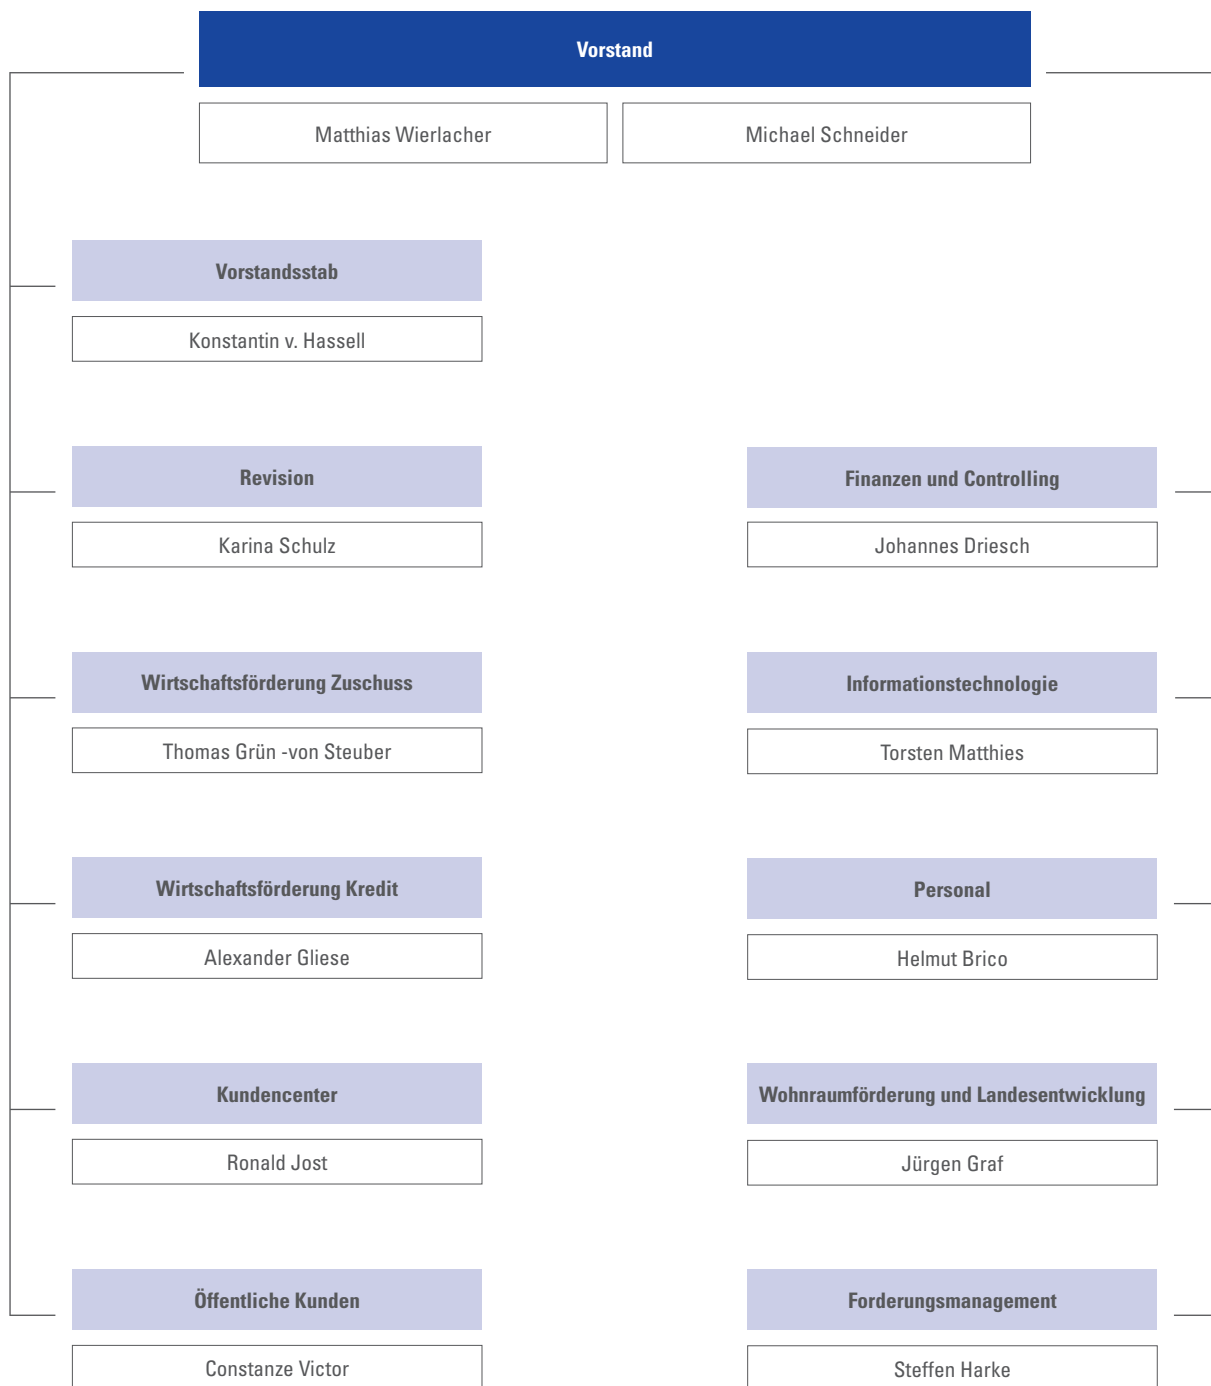 Vorstand
Matthias Wierlacher
Michael Schneider
Vorstandsstab
Konstantin v. Hassell
Revision
Karina Schulz
Finanzen und Controlling
Johannes Driesch
Wirtschaftsförderung Zuschuss
Thomas Grün -von Steuber
Informationstechnologie
Torsten Matthies
Wirtschaftsförderung Kredit
Alexander Gliese
Personal
Helmut Brico
Kundencenter
Ronald Jost
Wohnraumförderung und Landesentwicklung
Jürgen Graf
Öffentliche Kunden
Constanze Victor
Forderungsmanagement
Steffen Harke